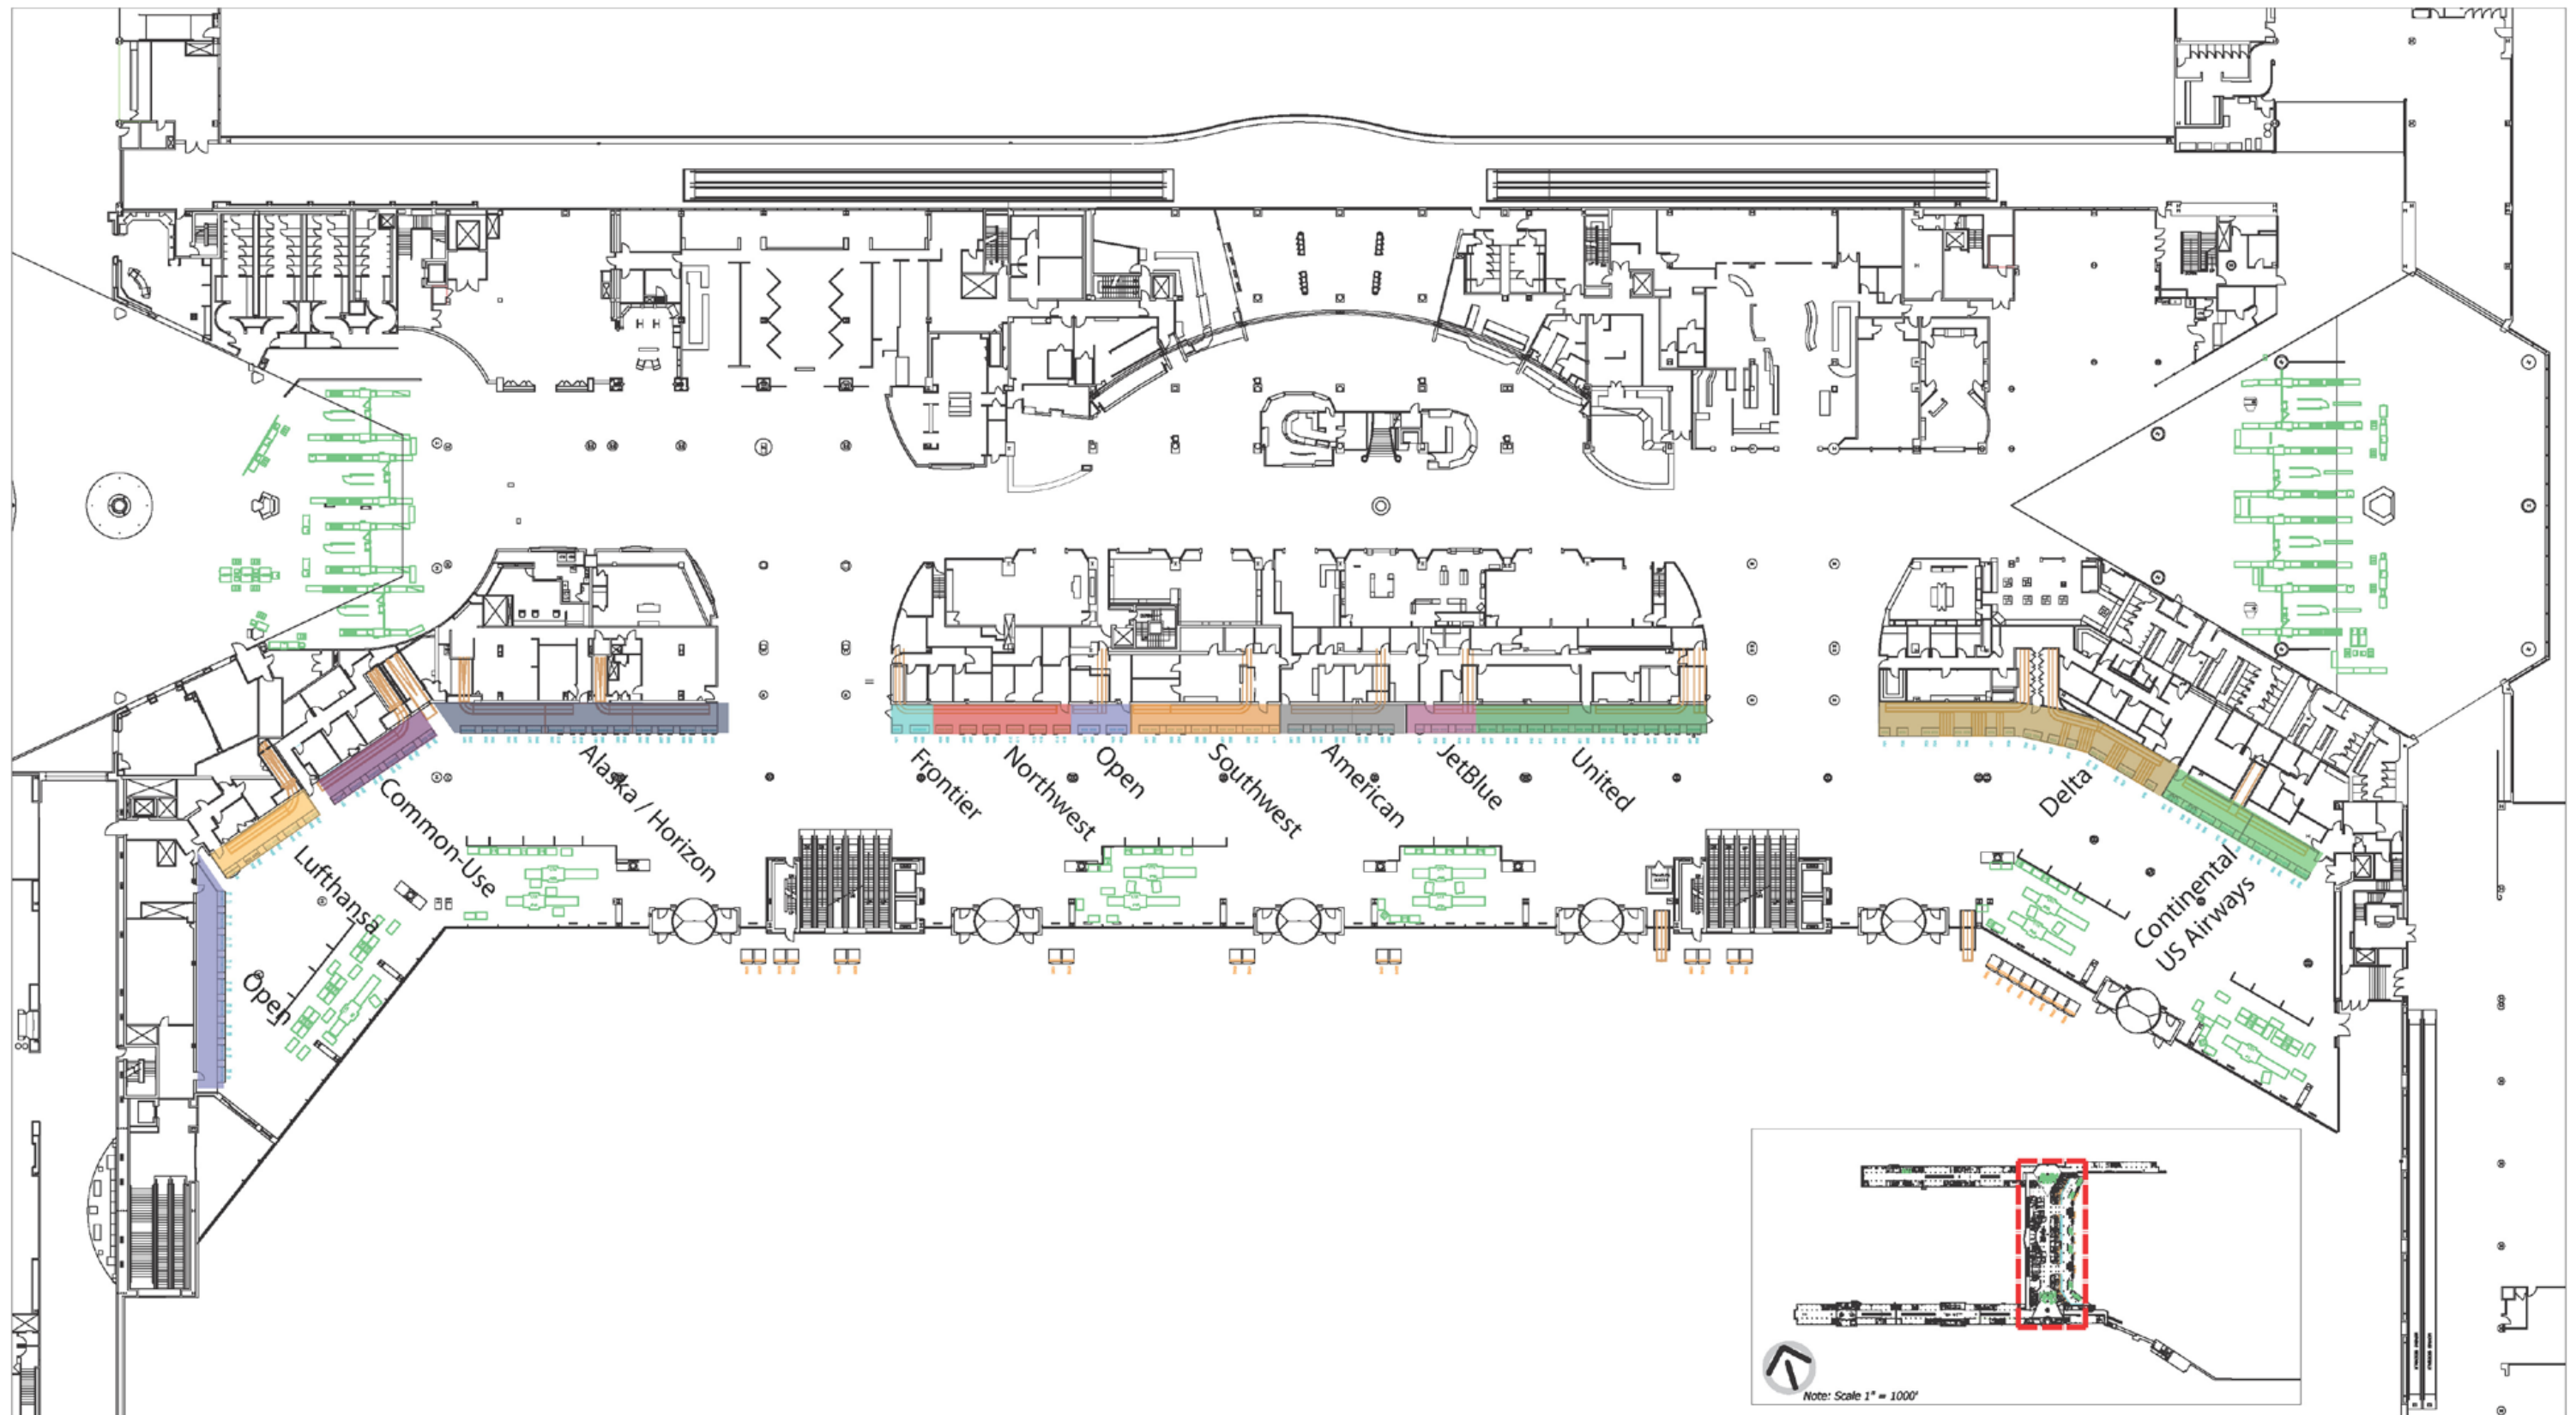 Frontier
Northwest
Open
Southwest
American
JetBlue
United
Alaska / Horizon
Common-Use
Lufthansa
Open
Delta
Continental
US Airways
Note: Scale 1" = 1000'